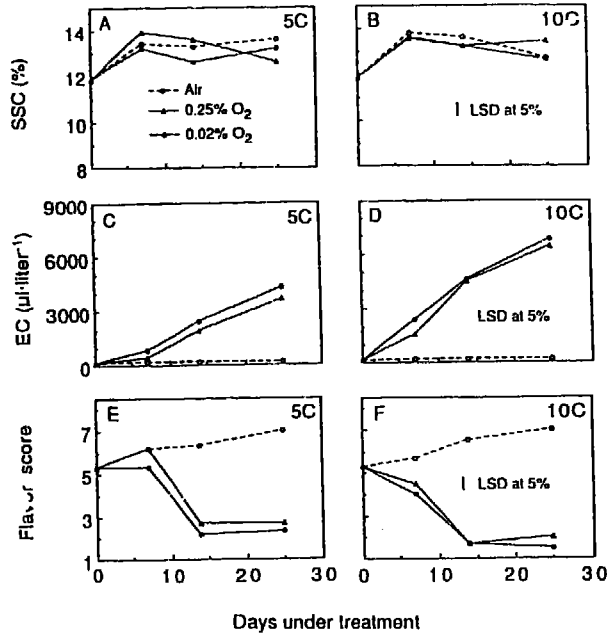 A 5C
B 10C
14
12
10
8
SSC (%)
Air
0.25% O2
0.02% O2
LSD at 5%
C 5C
D 10C
9000
6000
3000
0
EC (µl·liter⁻¹)
LSD at 5%
E 5C
F 10C
7
5
3
1
Flavor score
LSD at 5%
0 10 20 30
0 10 20 30
Days under treatment